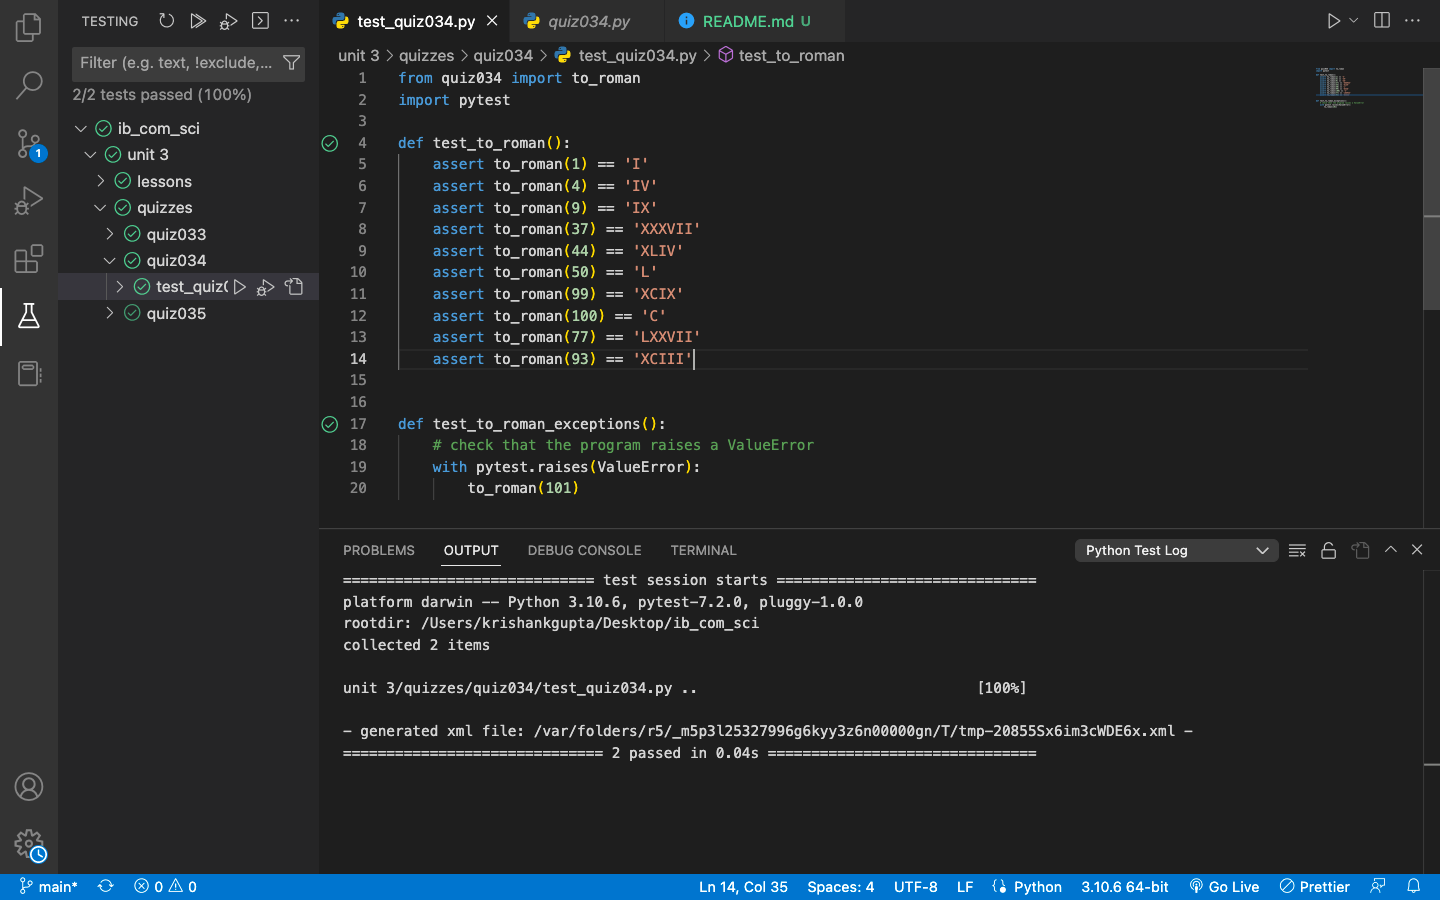 TESTING
test_quiz034.py
quiz034.py
README.md U
Filter (e.g. text, !exclude,...
2/2 tests passed (100%)
ib_com_sci
unit 3
lessons
quizzes
quiz033
quiz034
test_quiz0
quiz035
1
unit 3 > quizzes > quiz034 > test_quiz034.py > test_to_roman
1 from quiz034 import to_roman
2 import pytest
3
4 def test_to_roman():
5 assert to_roman(1) == 'I'
6 assert to_roman(4) == 'IV'
7 assert to_roman(9) == 'IX'
8 assert to_roman(37) == 'XXXVII'
9 assert to_roman(44) == 'XLIV'
10 assert to_roman(50) == 'L'
11 assert to_roman(99) == 'XCIX'
12 assert to_roman(100) == 'C'
13 assert to_roman(77) == 'LXXVII'
14 assert to_roman(93) == 'XCIII'
15
16
17 def test_to_roman_exceptions():
18 # check that the program raises a ValueError
19 with pytest.raises(ValueError):
20 to_roman(101)
PROBLEMS OUTPUT DEBUG CONSOLE TERMINAL
Python Test Log
============================= test session starts ==============================
platform darwin -- Python 3.10.6, pytest-7.2.0, pluggy-1.0.0
rootdir: /Users/krishankgupta/Desktop/ib_com_sci
collected 2 items
unit 3/quizzes/quiz034/test_quiz034.py .. [100%]
- generated xml file: /var/folders/r5/_m5p3l25327996g6kyy3z6n00000gn/T/tmp-20855Sx6im3cWDE6x.xml -
============================== 2 passed in 0.04s ===============================
main* 0 0 Ln 14, Col 35 Spaces: 4 UTF-8 LF Python 3.10.6 64-bit Go Live Prettier